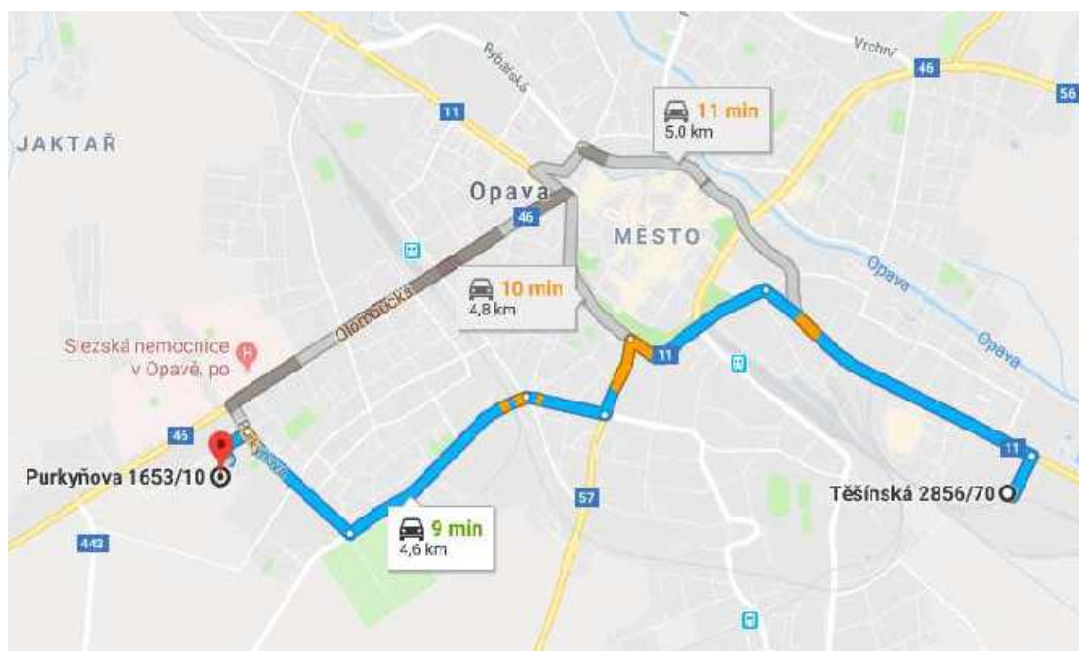 Vrchní
46
56
Rybářská
11
11 min
5.0 km
JAKTAŘ
Opava
46
MĚSTO
Opava
10 min
4,8 km
Olomoucká
Opava
Slezská nemocnice
v Opavě, po
H
11
46
Purkyňova
11
Purkyňova 1653/10
Těšínská 2856/70
57
9 min
4,6 km
443